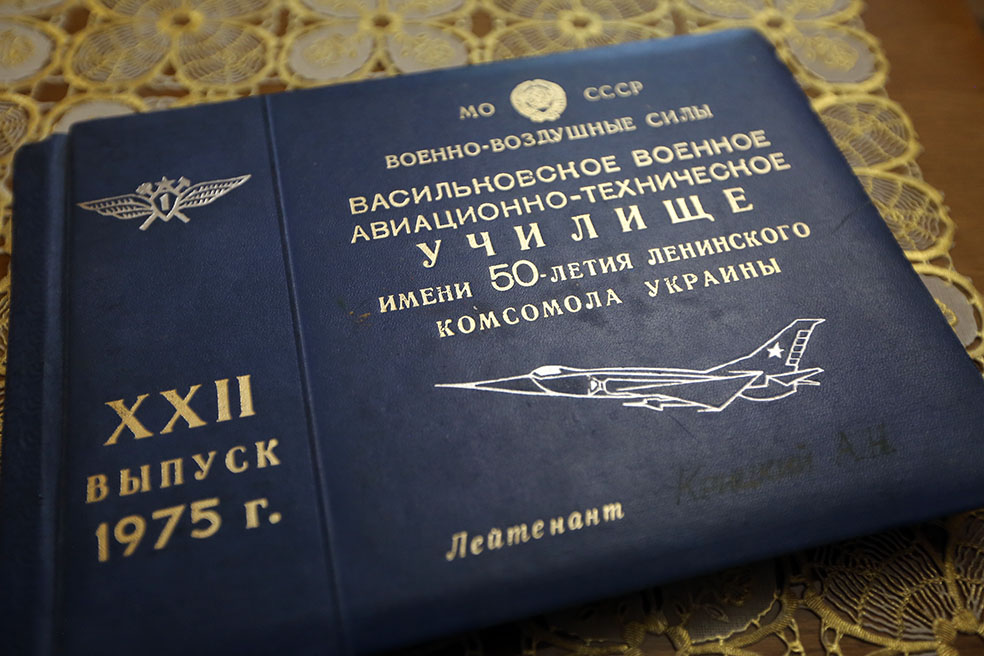 МО СССР
ВОЕННО-ВОЗДУШНЫЕ СИЛЫ
ВАСИЛЬКОВСКОЕ ВОЕННОЕ
АВИАЦИОННО-ТЕХНИЧЕСКОЕ
УЧИЛИЩЕ
ИМЕНИ 50-ЛЕТИЯ ЛЕНИНСКОГО
КОМСОМОЛА УКРАИНЫ
XXII
ВЫПУСК
1975 г.
Лейтенант
А.Н.